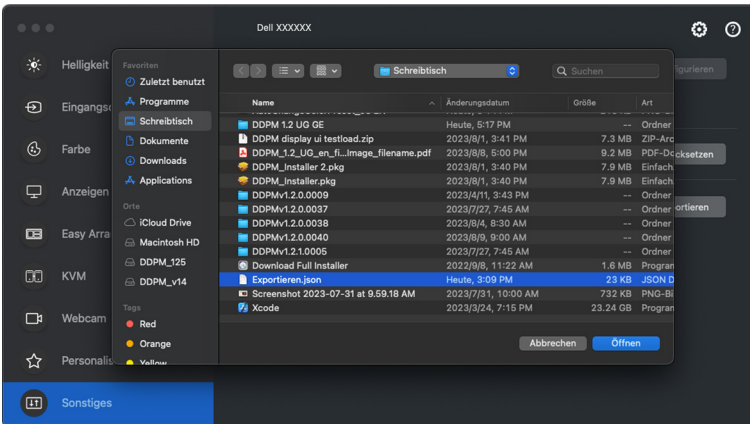 Dell XXXXXX
Helligkeit
Eingangs
Farbe
Anzeigen
Easy Arra
KVM
Webcam
Personalis
Sonstiges
Favoriten
Zuletzt benutzt
Programme
Schreibtisch
Dokumente
Downloads
Applications
Orte
iCloud Drive
Macintosh HD
DDPM_125
DDPM_v14
Tags
Red
Orange
Yellow
Schreibtisch
Suchen
Name Änderungsdatum Größe Art
DDPM 1.2 UG GE Heute, 5:17 PM -- Ordner
DDPM display ui testload.zip 2023/8/1, 3:41 PM 7.3 MB ZIP-Arc
DDPM_1.2_UG_en_fi...Image_filename.pdf 2023/8/8, 5:00 PM 9.2 MB PDF-Do
DDPM_Installer 2.pkg 2023/8/1, 3:40 PM 7.9 MB Einfach
DDPM_Installer.pkg 2023/8/1, 3:40 PM 7.9 MB Einfach
DDPMv1.2.0.0009 2023/4/11, 3:43 PM -- Ordner
DDPMv1.2.0.0037 2023/7/27, 7:45 AM -- Ordner
DDPMv1.2.0.0038 2023/8/4, 8:30 AM -- Ordner
DDPMv1.2.0.0040 2023/8/9, 9:00 AM -- Ordner
DDPMv1.2.1.0005 2023/7/27, 7:45 AM -- Ordner
Download Full Installer 2022/9/8, 11:22 AM 1.6 MB Program
Exportieren.json Heute, 3:09 PM 23 KB JSON D
Screenshot 2023-07-31 at 9.59.18 AM 2023/7/31, 10:00 AM 732 KB PNG-Bi
Xcode 2023/3/24, 7:15 PM 23.24 GB Program
Abbrechen
Öffnen
figurieren
cksetzen
ortieren